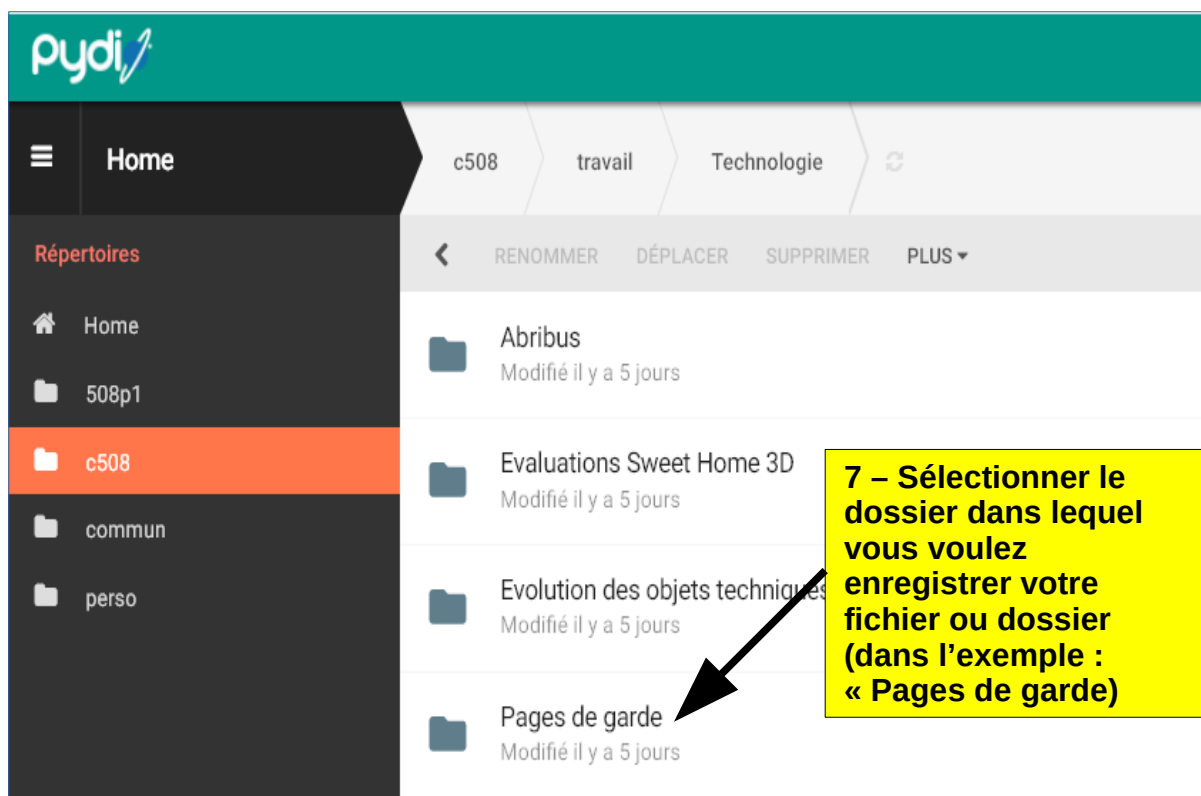 pydi
Home
c508 travail Technologie
Répertoires
RENOMMER DÉPLACER SUPPRIMER PLUS
Home
508p1
c508
commun
perso
Abribus
Modifié il y a 5 jours
Evaluations Sweet Home 3D
Modifié il y a 5 jours
Evolution des objets techniques
Modifié il y a 5 jours
Pages de garde
Modifié il y a 5 jours
7 – Sélectionner le
dossier dans lequel
vous voulez
enregistrer votre
fichier ou dossier
(dans l’exemple :
« Pages de garde)